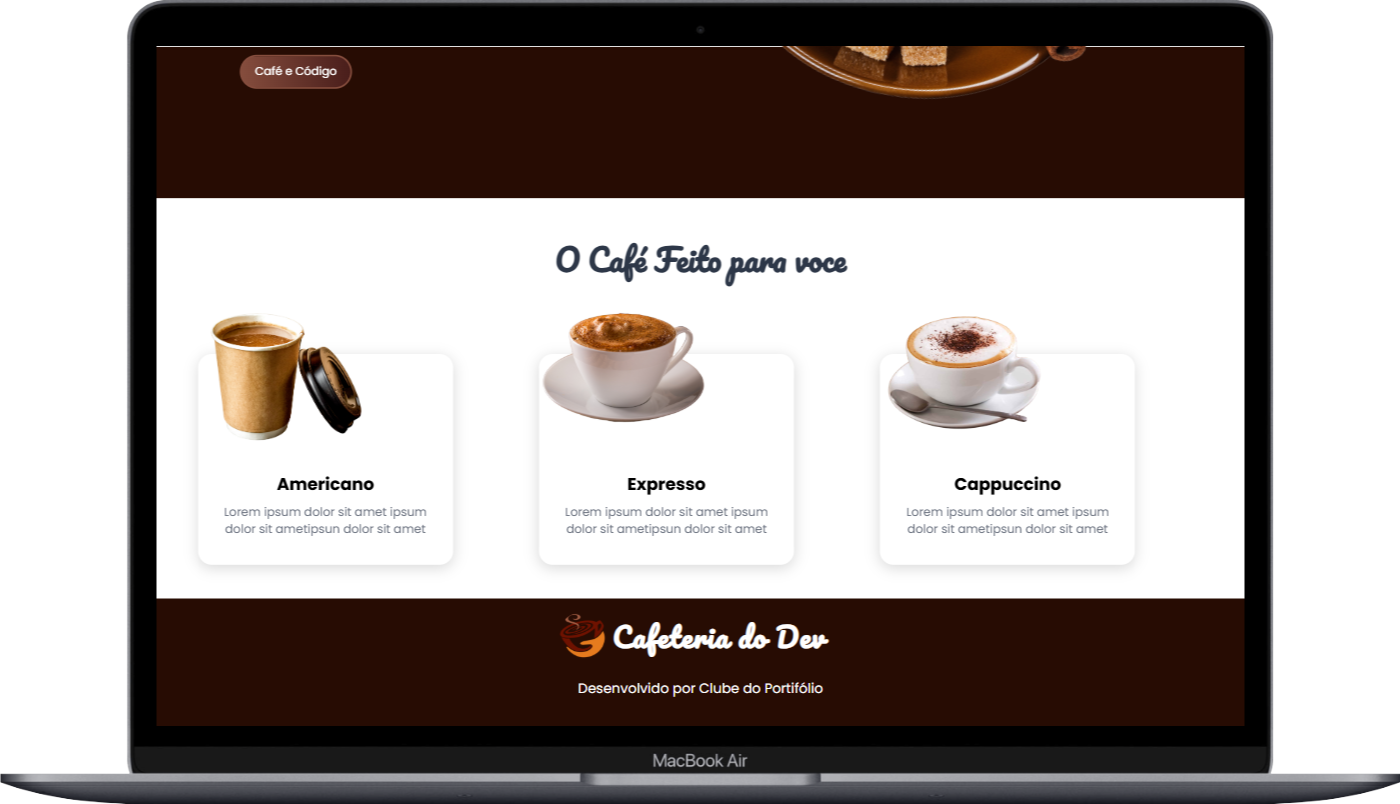 Café e Código
O Café Feito para voce
Americano
Lorem ipsum dolor sit amet ipsum
dolor sit ametipsun dolor sit amet
Expresso
Lorem ipsum dolor sit amet ipsum
dolor sit ametipsun dolor sit amet
Cappuccino
Lorem ipsum dolor sit amet ipsum
dolor sit ametipsun dolor sit amet
Cafeteria do Dev
Desenvolvido por Clube do Portifólio
MacBook Air